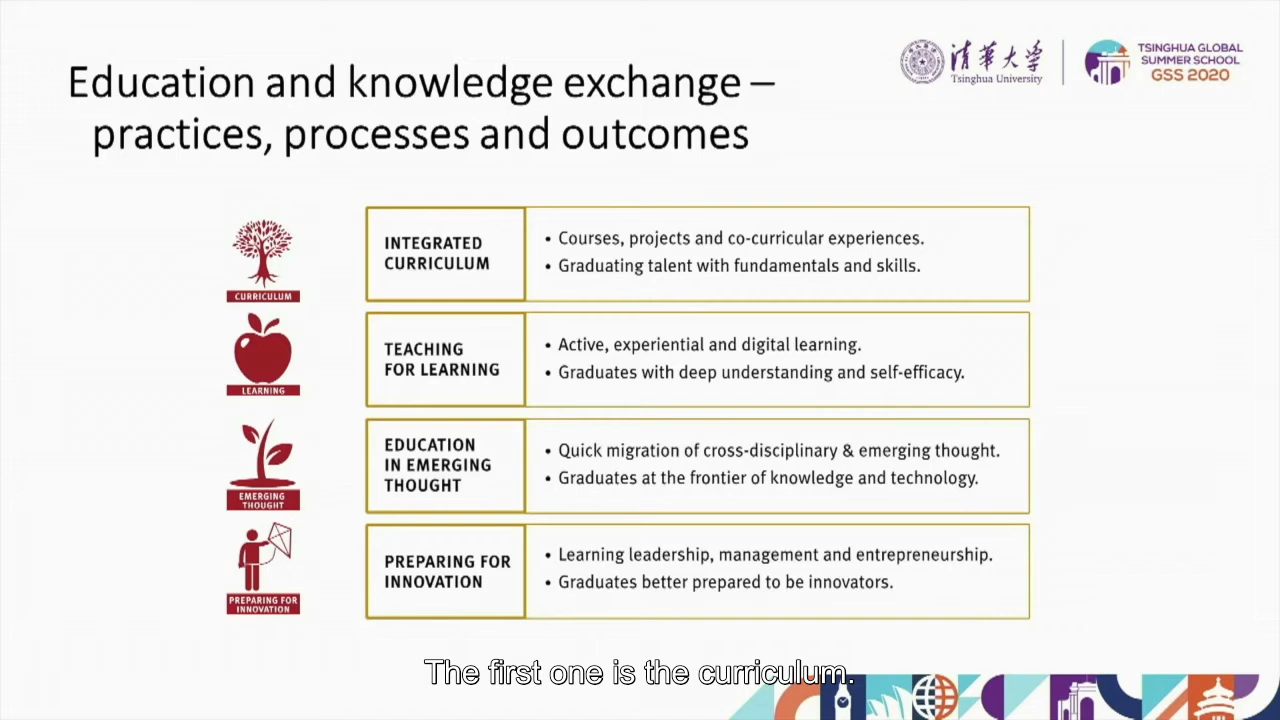 Education and knowledge exchange –
practices, processes and outcomes
清華大学
Tsinghua University
TSINGHUA GLOBAL
SUMMER SCHOOL
GSS 2020
CURRICULUM
INTEGRATED
CURRICULUM
• Courses, projects and co-curricular experiences.
• Graduating talent with fundamentals and skills.
LEARNING
TEACHING
FOR LEARNING
• Active, experiential and digital learning.
• Graduates with deep understanding and self-efficacy.
EMERGING
THOUGHT
EDUCATION
IN EMERGING
THOUGHT
• Quick migration of cross-disciplinary & emerging thought.
• Graduates at the frontier of knowledge and technology.
PREPARING FOR
INNOVATION
PREPARING FOR
INNOVATION
• Learning leadership, management and entrepreneurship.
• Graduates better prepared to be innovators.
The first one is the curriculum.